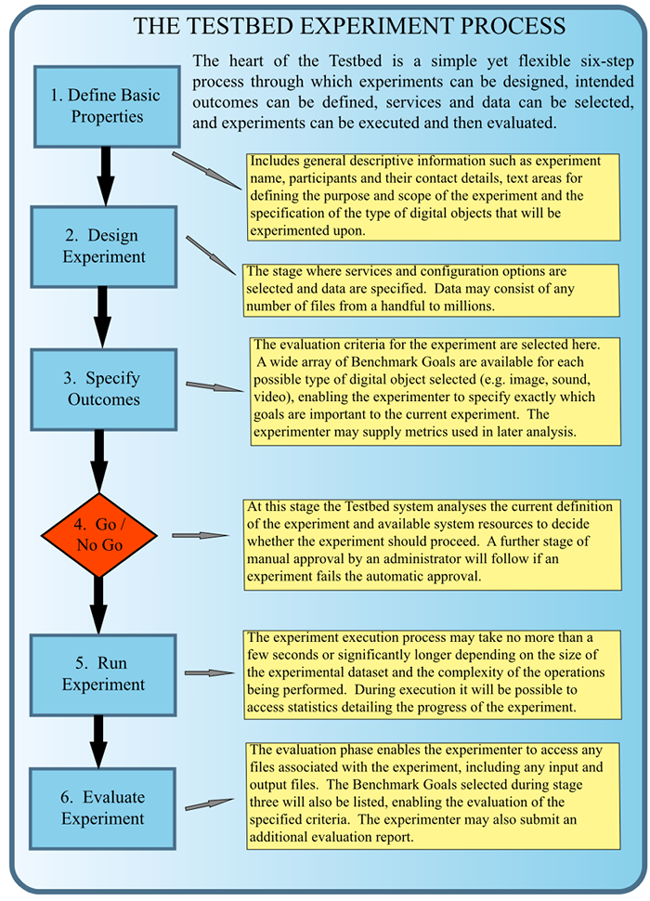 THE TESTBED EXPERIMENT PROCESS
The heart of the Testbed is a simple yet flexible six-step
process through which experiments can be designed, intended
outcomes can be defined, services and data can be selected,
and experiments can be executed and then evaluated.
1. Define Basic
Properties
Includes general descriptive information such as experiment
name, participants and their contact details, text areas for
defining the purpose and scope of the experiment and the
specification of the type of digital objects that will be
experimented upon.
2. Design
Experiment
The stage where services and configuration options are
selected and data are specified. Data may consist of any
number of files from a handful to millions.
3. Specify
Outcomes
The evaluation criteria for the experiment are selected here.
A wide array of Benchmark Goals are available for each
possible type of digital object selected (e.g. image, sound,
video), enabling the experimenter to specify exactly which
goals are important to the current experiment. The
experimenter may supply metrics used in later analysis.
4. Go /
No Go
At this stage the Testbed system analyses the current definition
of the experiment and available system resources to decide
whether the experiment should proceed. A further stage of
manual approval by an administrator will follow if an
experiment fails the automatic approval.
5. Run
Experiment
The experiment execution process may take no more than a
few seconds or significantly longer depending on the size of
the experimental dataset and the complexity of the operations
being performed. During execution it will be possible to
access statistics detailing the progress of the experiment.
6. Evaluate
Experiment
The evaluation phase enables the experimenter to access any
files associated with the experiment, including any input and
output files. The Benchmark Goals selected during stage
three will also be listed, enabling the evaluation of the
specified criteria. The experimenter may also submit an
additional evaluation report.